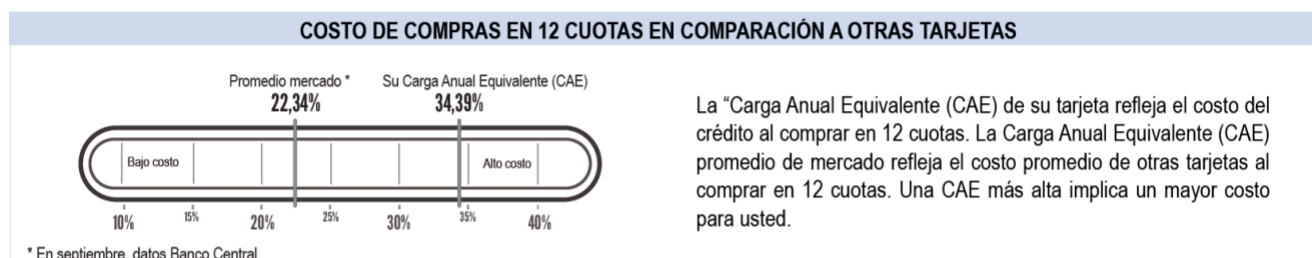 COSTO DE COMPRAS EN 12 CUOTAS EN COMPARACIÓN A OTRAS TARJETAS
Promedio mercado * Su Carga Anual Equivalente (CAE)
22,34% 34,39%
Bajo costo Alto costo
10% 15% 20% 25% 30% 35% 40%
* En septiembre, datos Banco Central
La “Carga Anual Equivalente (CAE) de su tarjeta refleja el costo del
crédito al comprar en 12 cuotas. La Carga Anual Equivalente (CAE)
promedio de mercado refleja el costo promedio de otras tarjetas al
comprar en 12 cuotas. Una CAE más alta implica un mayor costo
para usted.